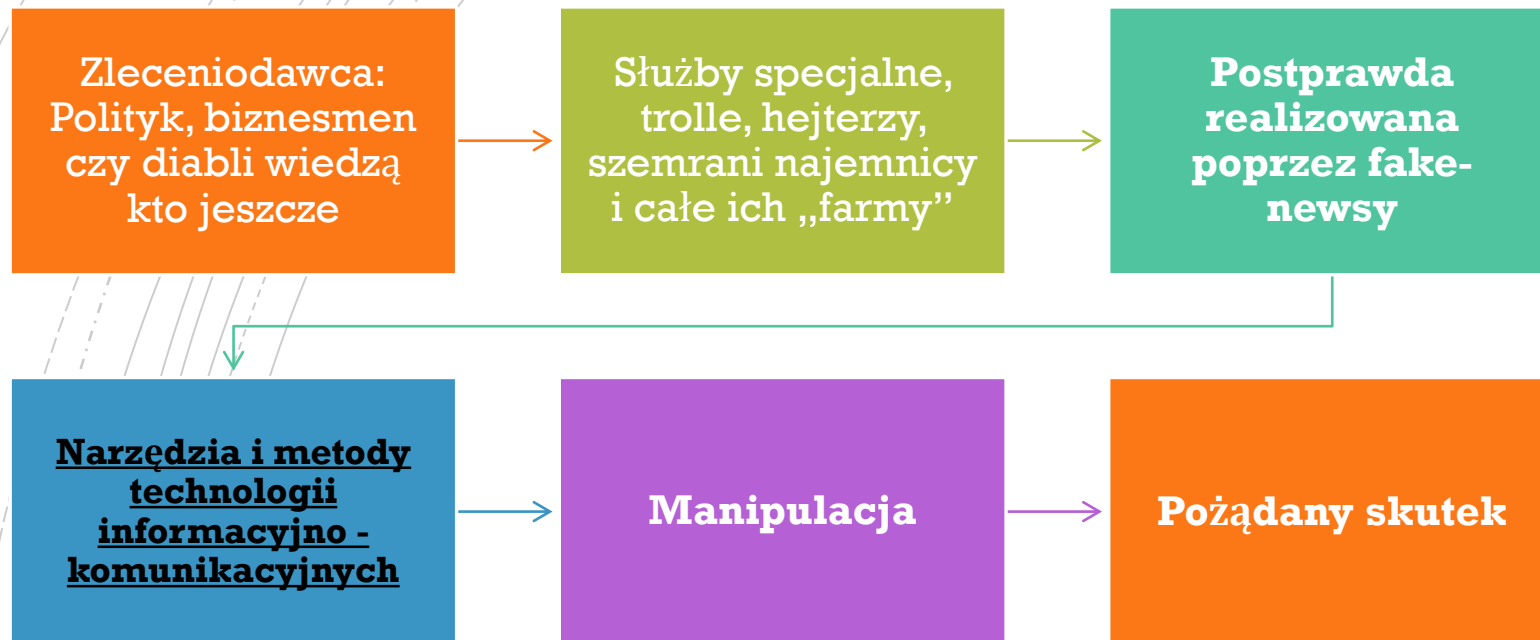 Zleceniodawca:
Polityk, biznesmen
czy diabli wiedzą
kto jeszcze
Służby specjalne,
trolle, hejterzy,
szemrani najemnicy
i całe ich „farmy”
Postprawda
realizowana
poprzez fake-
newsy
Narzędzia i metody
technologii
informacyjno -
komunikacyjnych
Manipulacja
Pożądany skutek